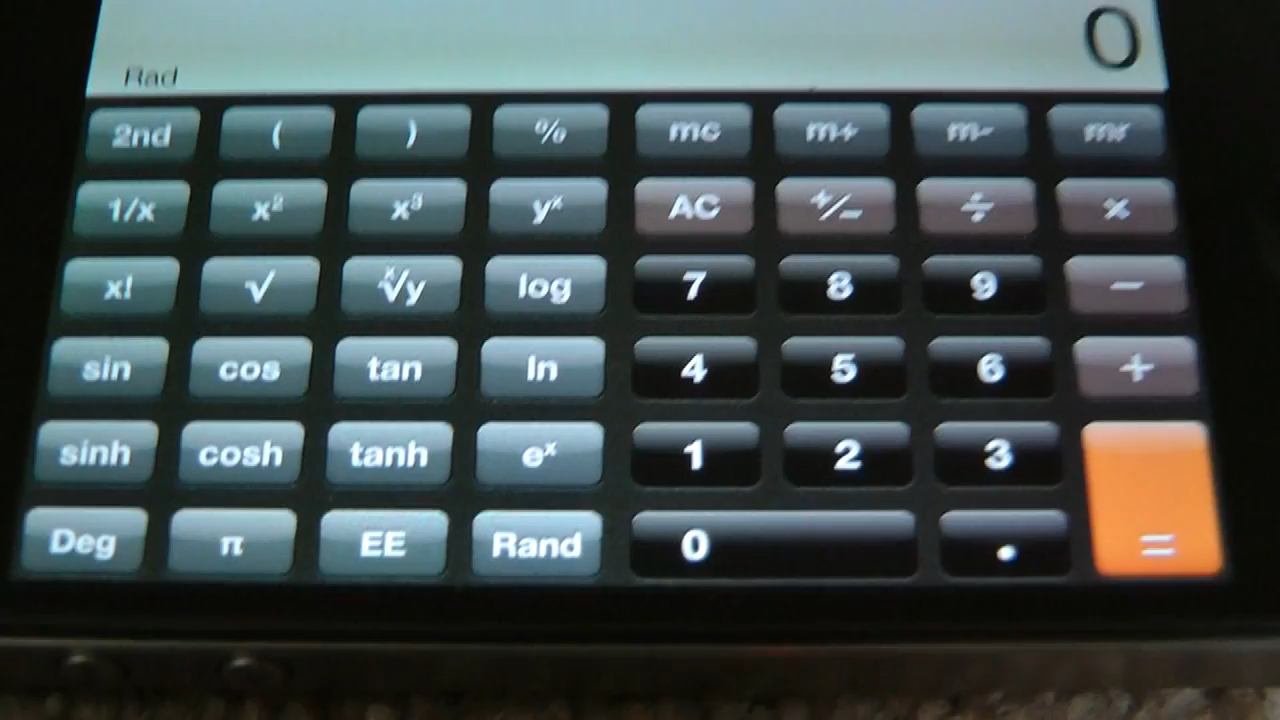 0
Rad
2nd ( ) % mc m+ m- mr
1/x x² x³ yˣ AC +/− ÷ ×
x! √ ˣ√y log 7 8 9 −
sin cos tan ln 4 5 6 +
sinh cosh tanh eˣ 1 2 3
Deg π EE Rand 0 . =